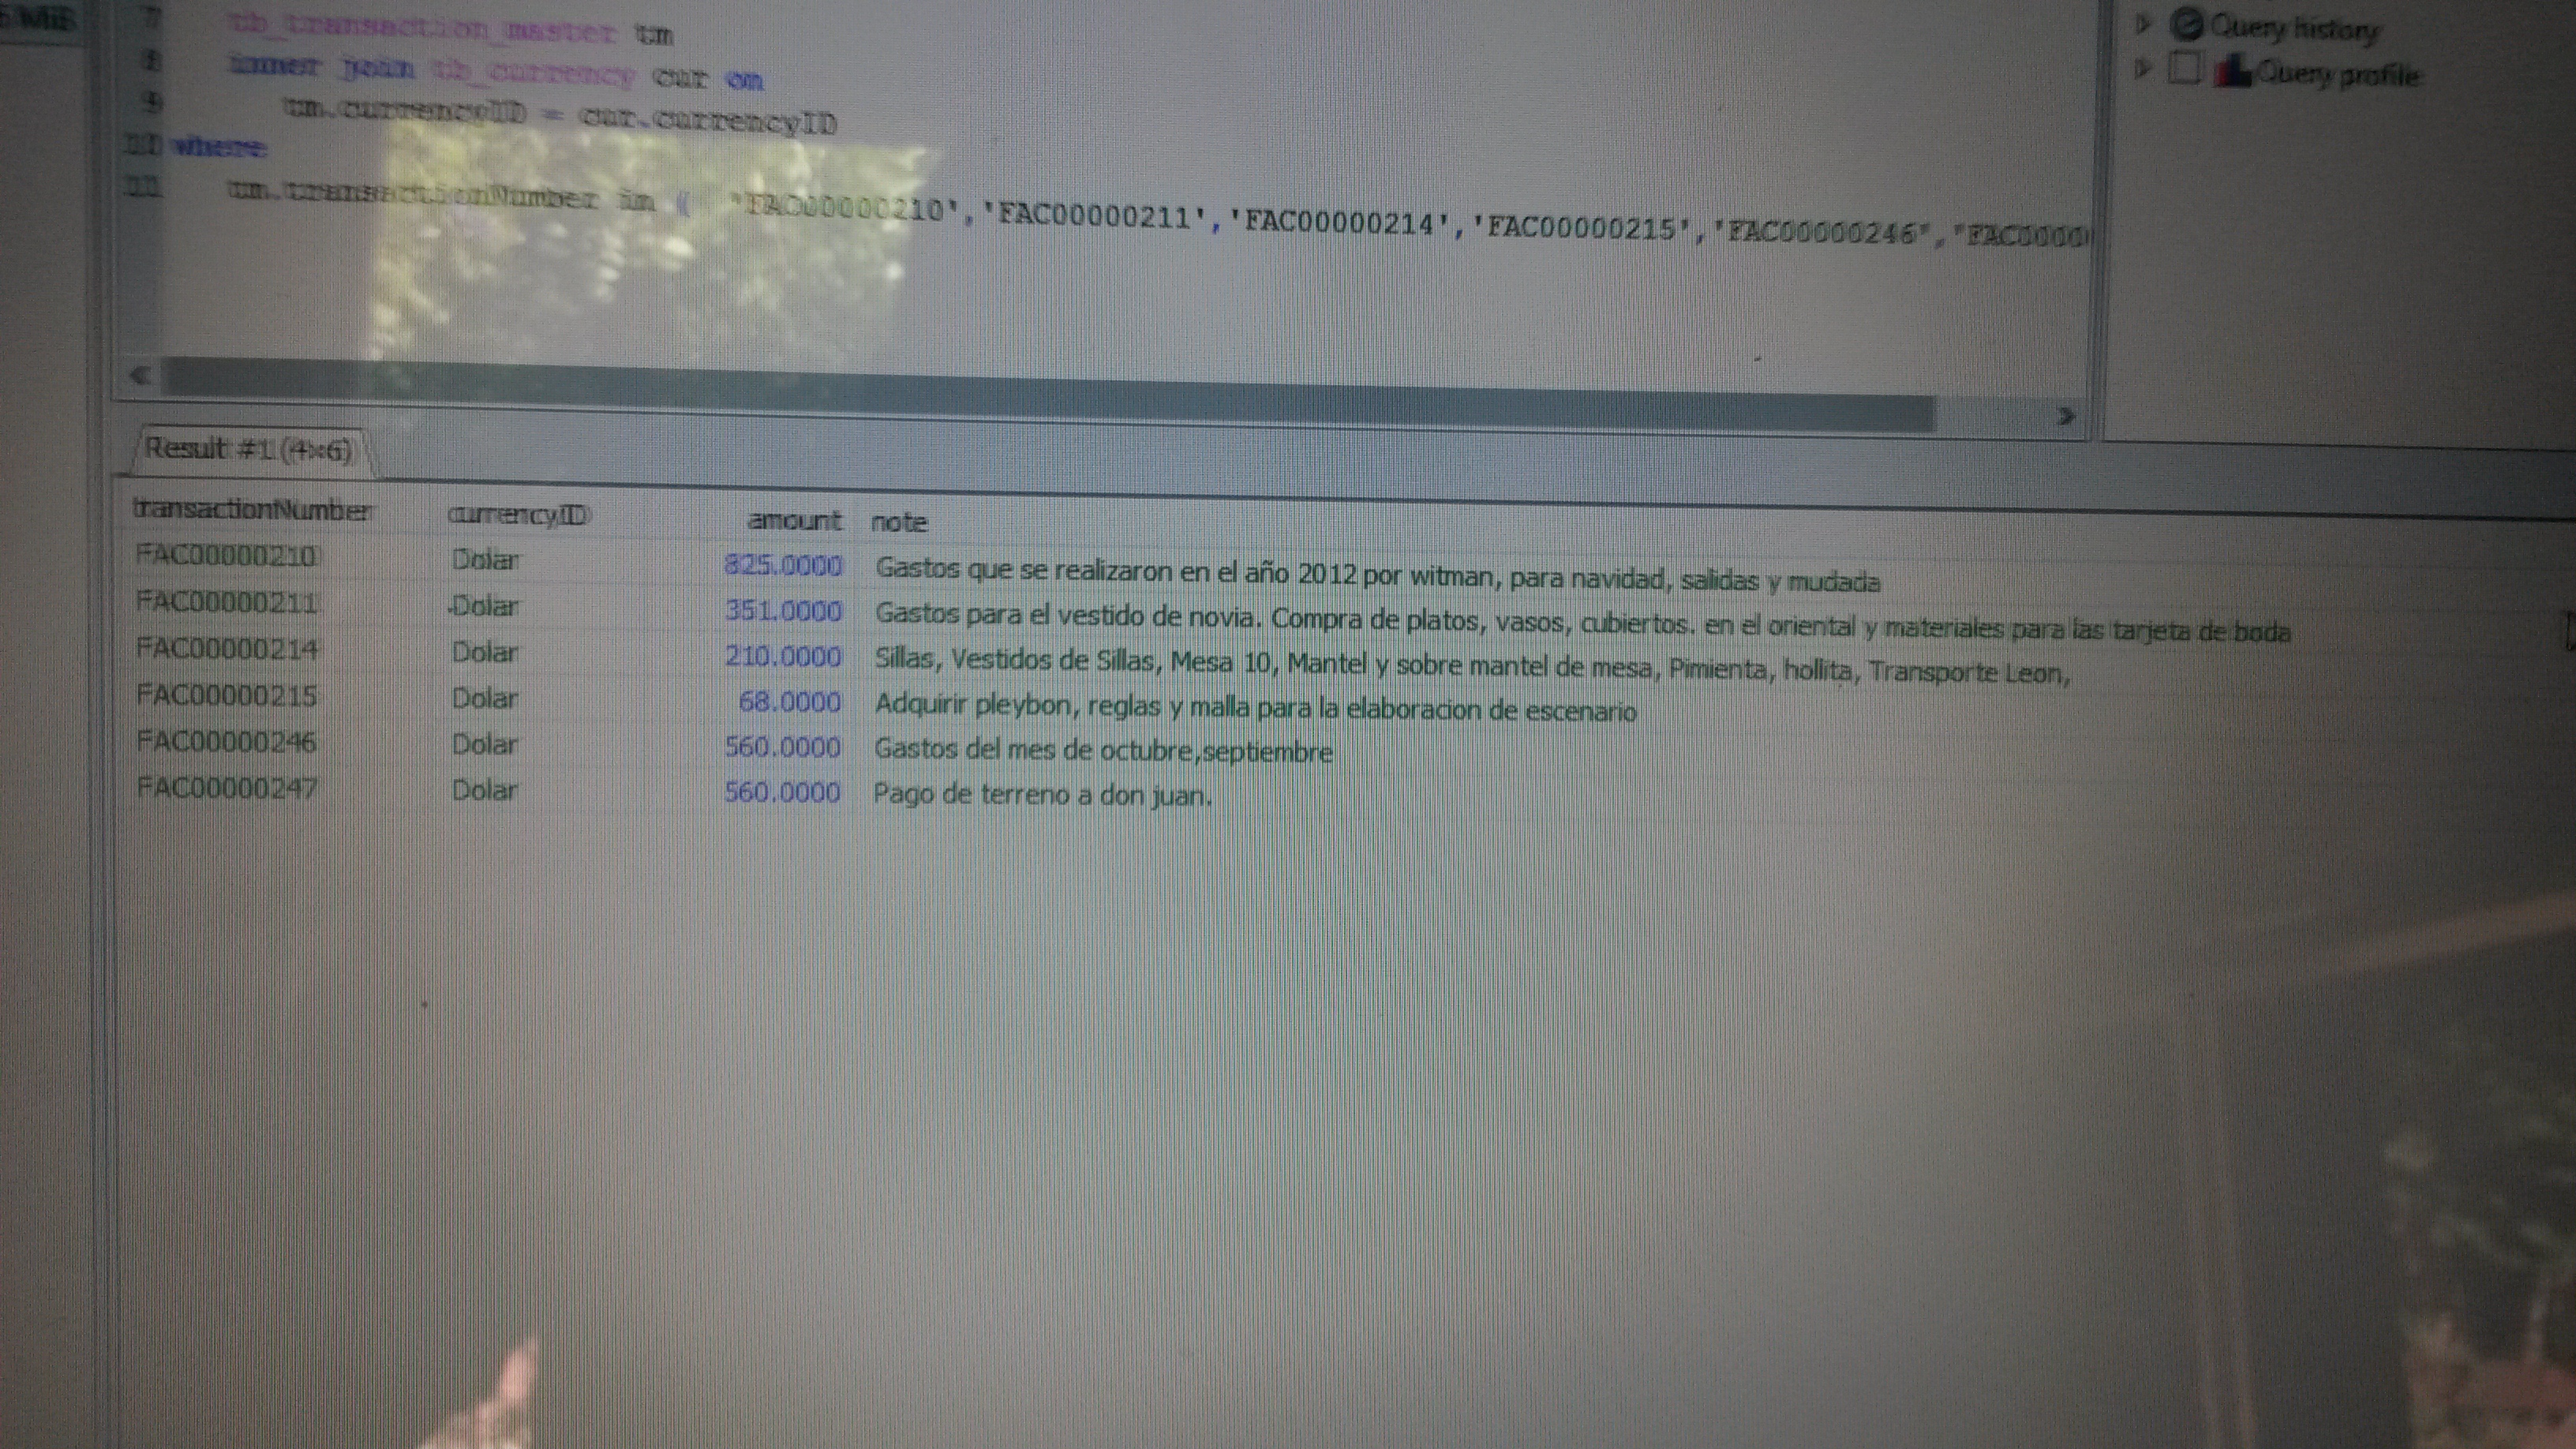 MiB
7 tb_transaction_master tm
8 inner join tb_currency cur on
9 tm.currencyID = cur.currencyID
10 where
11 tm.transactionNumber in ( 'FAC00000210','FAC00000211','FAC00000214','FAC00000215','FAC00000246','FAC0000
Query history
Query profile
Result #1 (4×6)
transactionNumber currencyID amount note
FAC00000210 Dolar 825.0000 Gastos que se realizaron en el año 2012 por witman, para navidad, salidas y mudada
FAC00000211 Dolar 351.0000 Gastos para el vestido de novia. Compra de platos, vasos, cubiertos. en el oriental y materiales para las tarjeta de boda
FAC00000214 Dolar 210.0000 Sillas, Vestidos de Sillas, Mesa 10, Mantel y sobre mantel de mesa, Pimienta, hollita, Transporte Leon,
FAC00000215 Dolar 68.0000 Adquirir pleybon, reglas y malla para la elaboracion de escenario
FAC00000246 Dolar 560.0000 Gastos del mes de octubre,septiembre
FAC00000247 Dolar 560.0000 Pago de terreno a don juan.